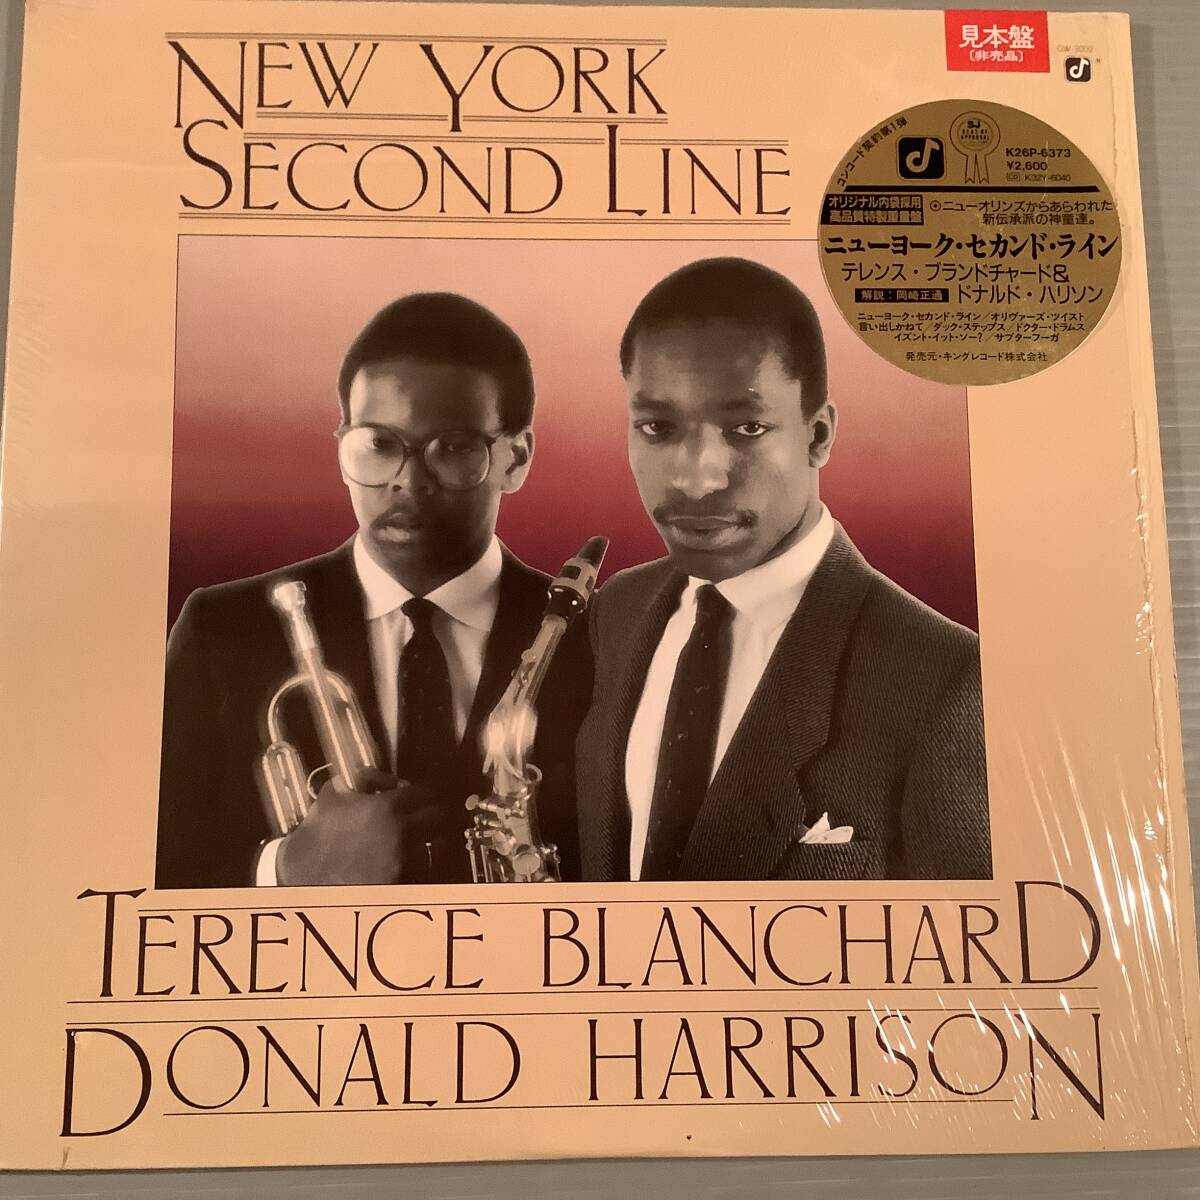 NEW YORK
SECOND LINE
見本盤
〔非売品〕
GW-3002
コンコード契約第1弾
SJ
K26P-6373
¥2,600
CD K32Y-6040
オリジナル内袋採用
高品質特製重量盤
⦿ニューオリンズからあらわれた
新伝承派の神童達。
ニューヨーク・セカンド・ライン
テレンス・ブランドチャード&
解説:岡崎正通 ドナルド・ハリソン
ニューヨーク・セカンド・ライン/オリヴァーズ・ツイスト
言い出しかねて/ダック・ステップス/ドクター・ドラムス
イズント・イット・ソー?/サブターフーガ
発売元・キングレコード株式会社
TERENCE BLANCHARD
DONALD HARRISON